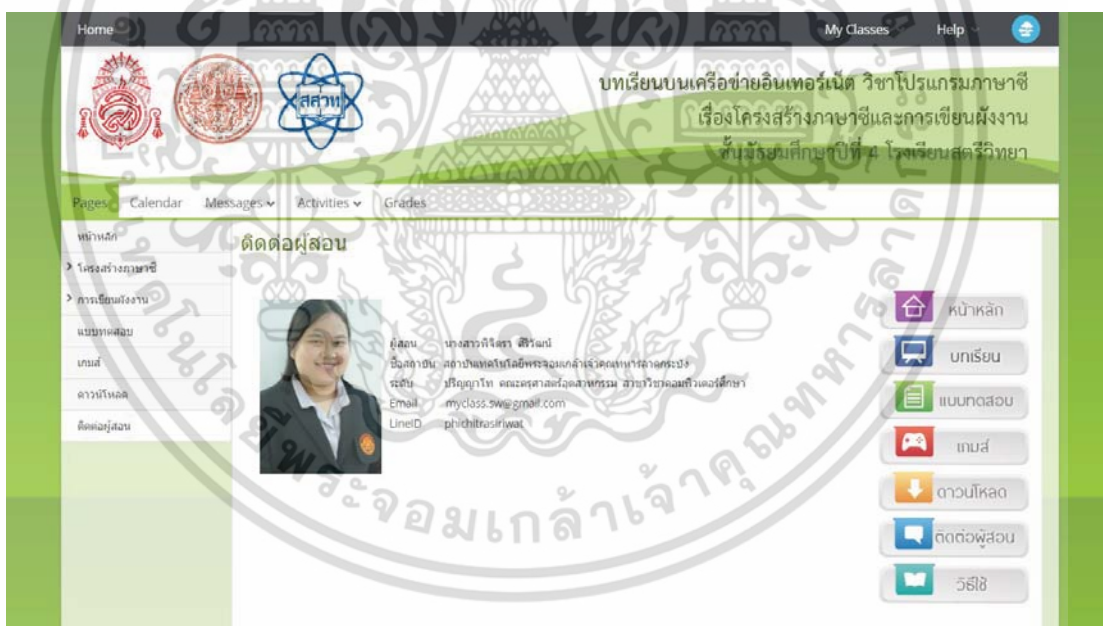 Home My Classes Help
สสวท
บทเรียนบนเครือข่ายอินเทอร์เน็ต วิชาโปรแกรมภาษาซี
เรื่องโครงสร้างภาษาซีและการเขียนผังงาน
ชั้นมัธยมศึกษาปีที่ 4 โรงเรียนสตรีวิทยา
Pages Calendar Messages Activities Grades
หน้าหลัก
โครงสร้างภาษาซี
การเขียนผังงาน
แบบทดสอบ
เกมส์
ดาวน์โหลด
ติดต่อผู้สอน
ติดต่อผู้สอน
ผู้สอน นางสาวพิจิตรา ศิริวัฒน์
ชื่อสถาบัน สถาบันเทคโนโลยีพระจอมเกล้าเจ้าคุณทหารลาดกระบัง
ระดับ ปริญญาโท คณะครุศาสตร์อุตสาหกรรม สาขาวิชาคอมพิวเตอร์ศึกษา
Email myclass.sw@gmail.com
LineID phichitrasiriwat
หน้าหลัก
บทเรียน
แบบทดสอบ
เกมส์
ดาวน์โหลด
ติดต่อผู้สอน
วิธีใช้